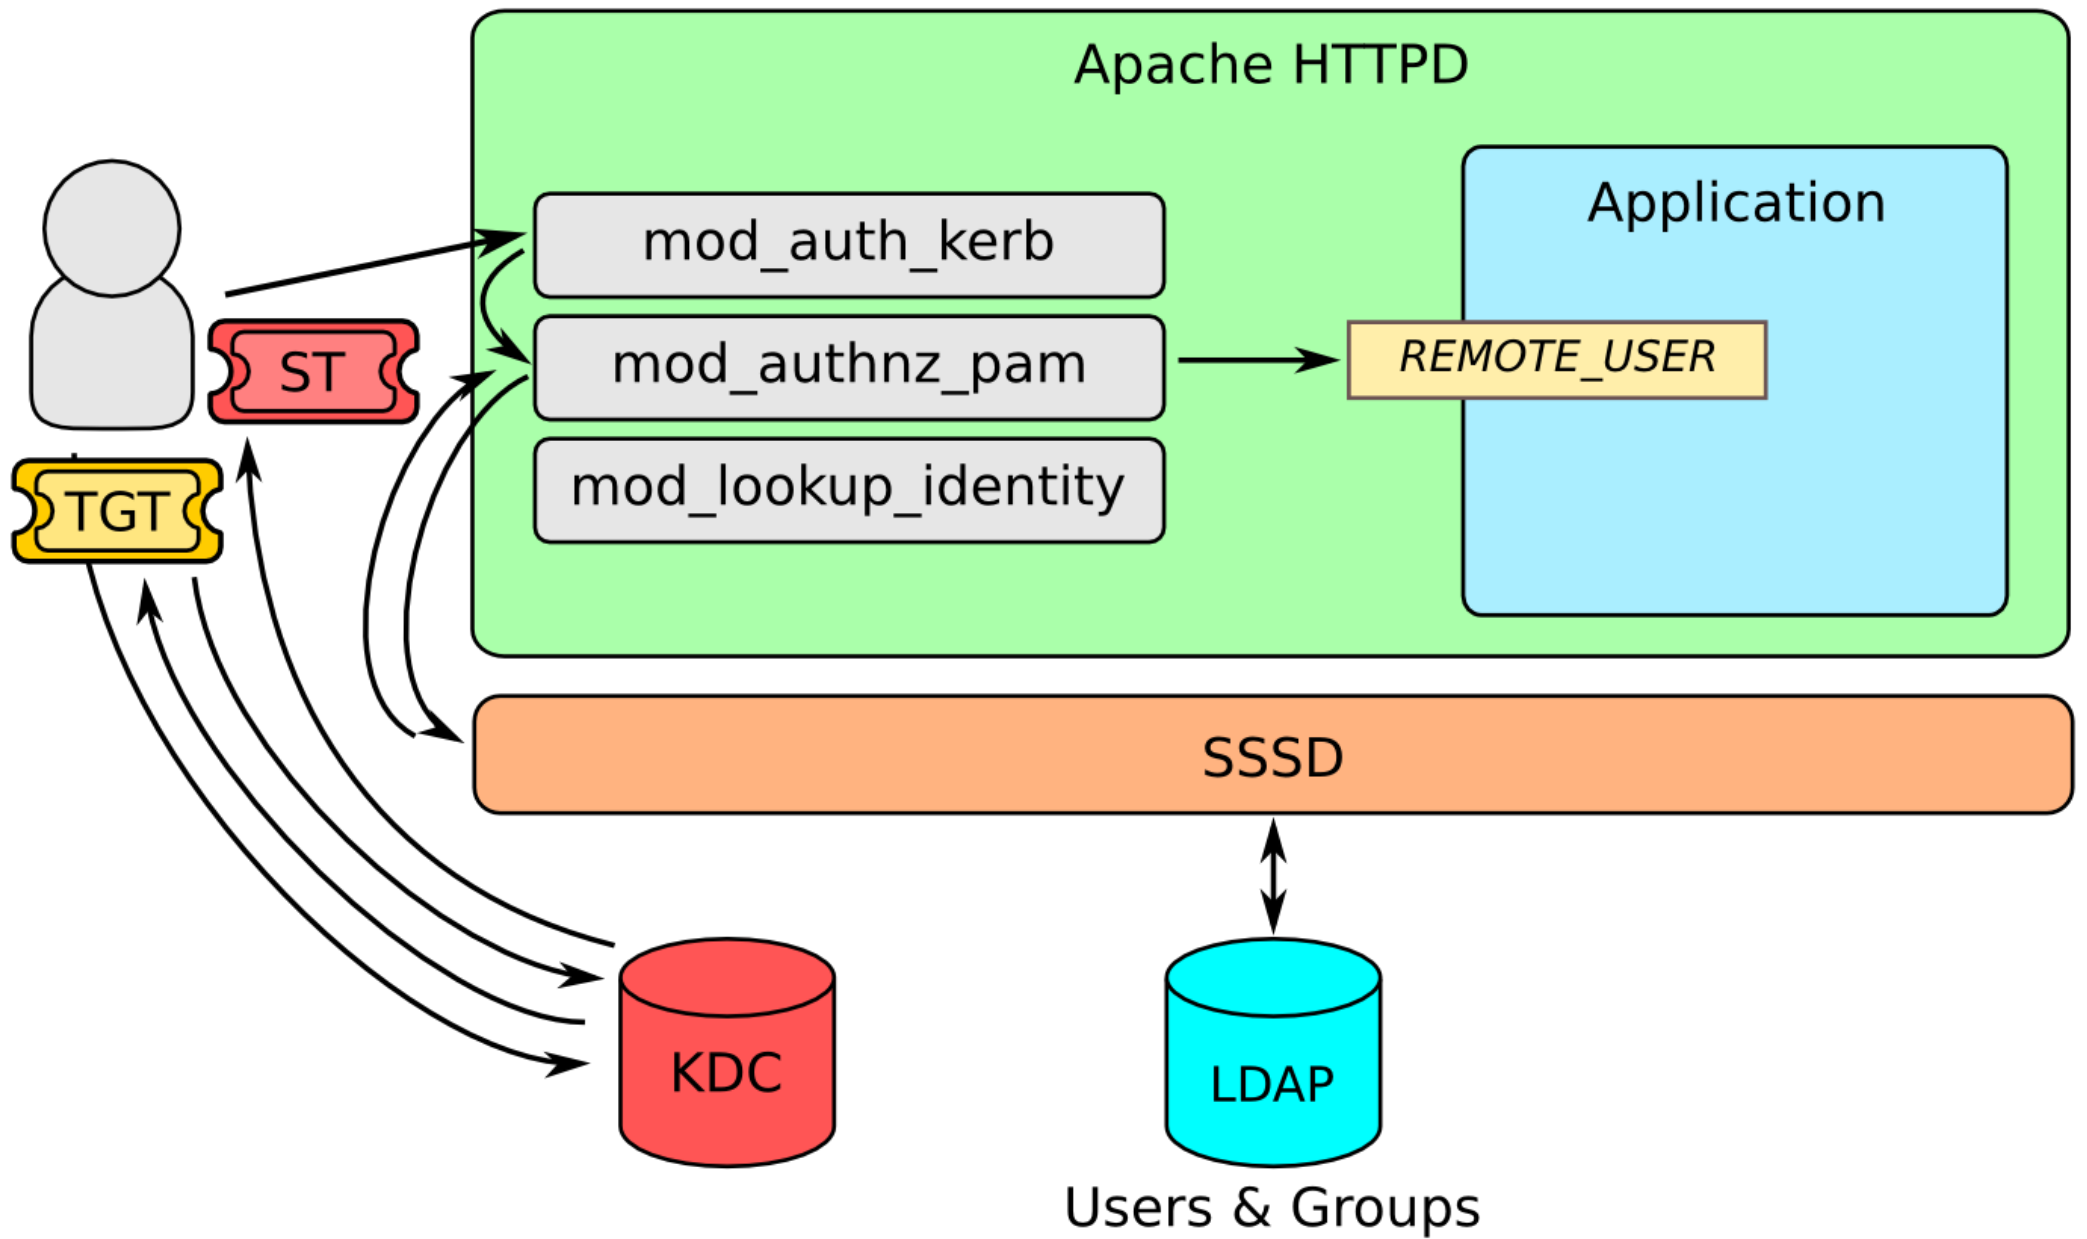 Apache HTTPD
Application
mod_auth_kerb
mod_authnz_pam
REMOTE_USER
mod_lookup_identity
ST
TGT
SSSD
KDC
LDAP
Users & Groups